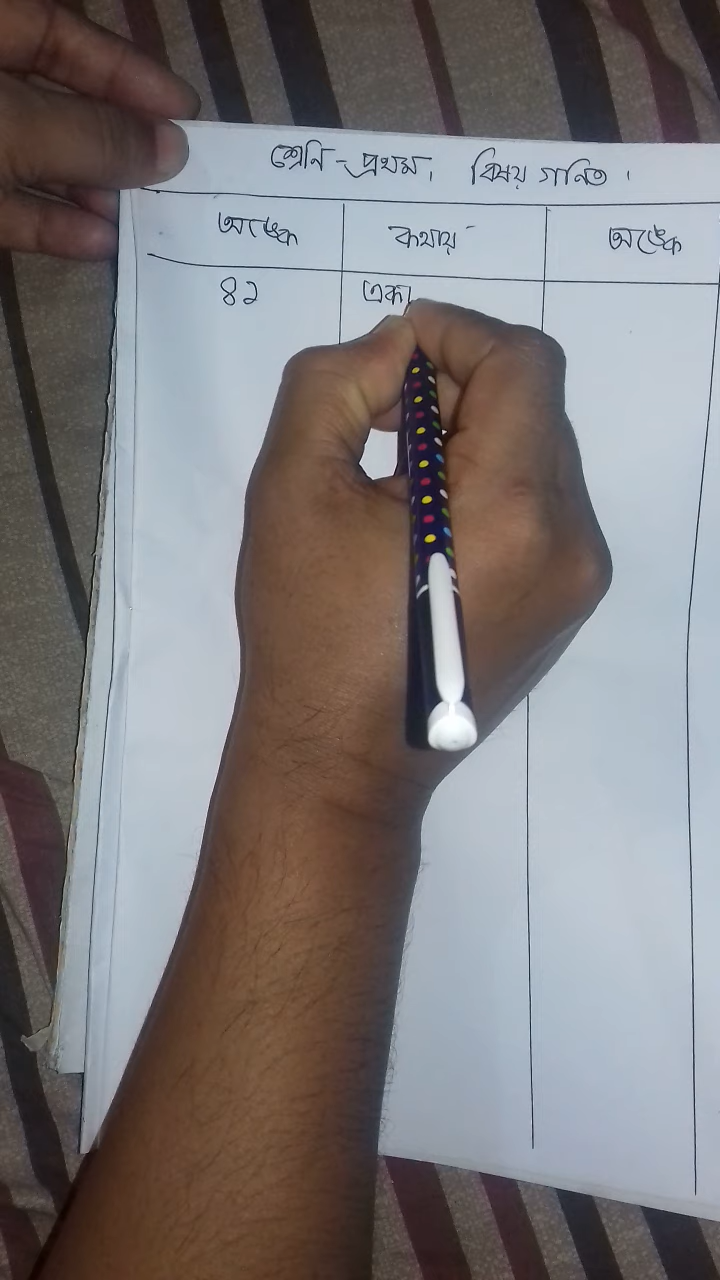 শ্রেনি - প্রথম, বিষয় গনিত ।
অঙ্কে কথায় অঙ্কে
৪১ একা